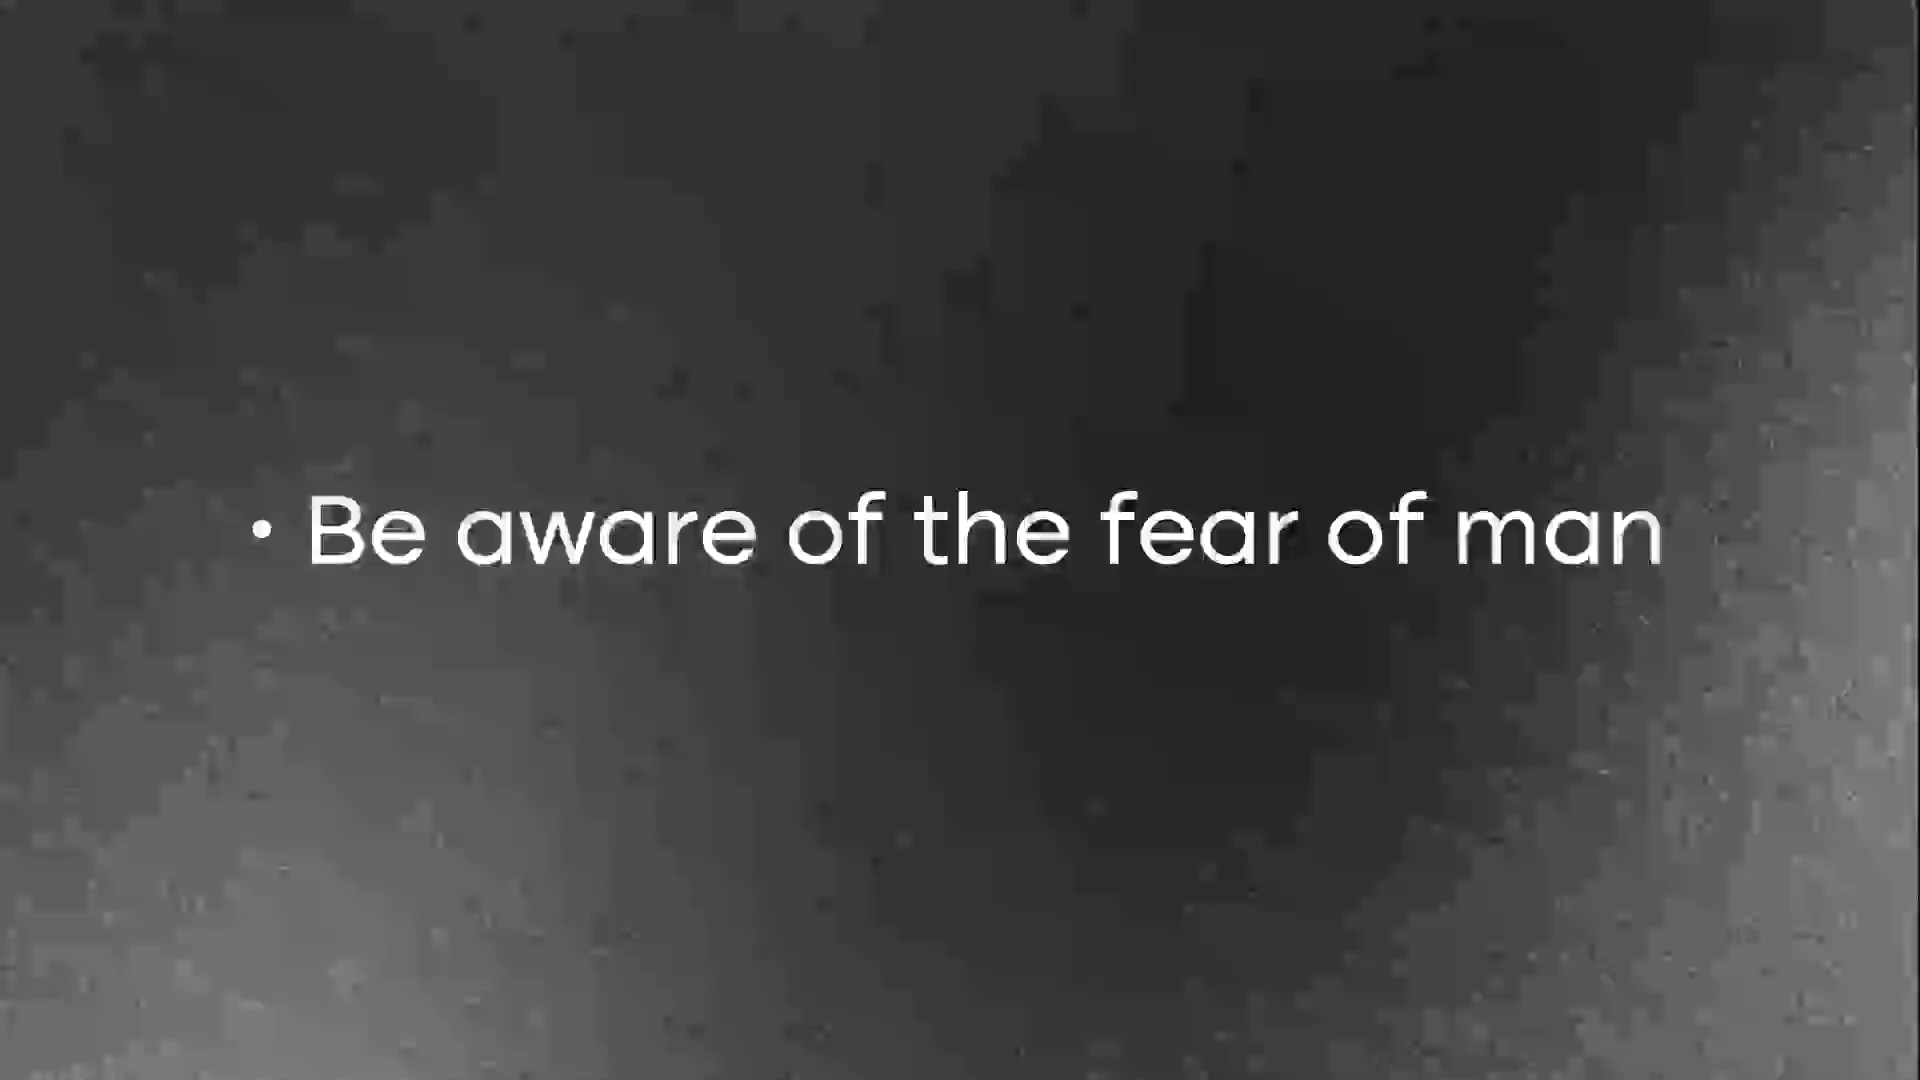 • Be aware of the fear of man